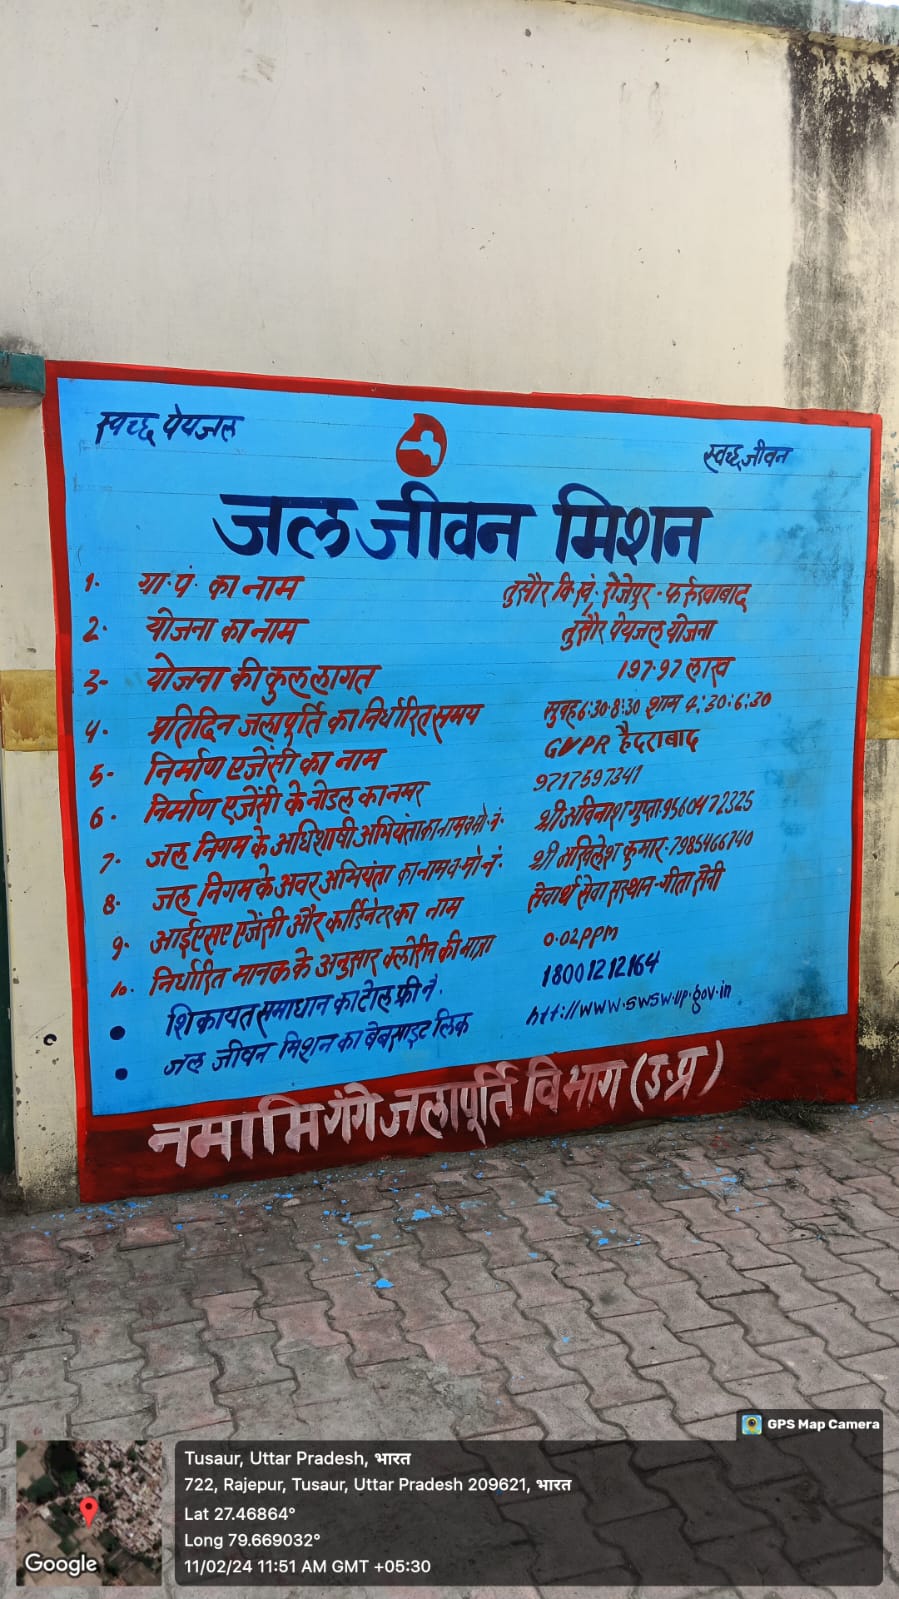 स्वच्छ पेयजल
स्वच्छ जीवन
जल जीवन मिशन
1. ग्रा.पं. का नाम तुसौर वि.खं. रोजेपुर - फर्रुखाबाद
2. योजना का नाम तुसौर पेयजल योजना
3- योजना की कुल लागत 197.97 लाख
4. प्रतिदिन जलापूर्ति का निर्धारित समय सुवह 6:30-8:30 शाम 4:30:6:30
5- निर्माण एजेंसी का नाम GVPR हैदराबाद
6. निर्माण एजेंसी के नोडल का नमर 9717597341
7. जल निगम के अधिशाषी अभियंता का नाम व मो.नं. श्री अविनाश गुप्ता 9560472325
8. जल निगम के अवर अभियंता का नाम व मो.नं. श्री अखिलेश कुमार-7985466740
9. आईएसए एजेंसी और कार्डिनेटर का नाम सेवार्थ सेवा सस्थान-गीता सैनी
10. निर्धारित मानक के अनुसार क्लोरीन की मात्रा 0.02PPM
• शिकायत समाधान का टोल फ्री नं. 18001212164
• जल जीवन मिशन का बेबसाइट लिंक htt://www.swsw.up.gov.in
नमामि गंगे जलापूर्ति विभाग (उ.प्र)
GPS Map Camera
Tusaur, Uttar Pradesh, भारत
722, Rajepur, Tusaur, Uttar Pradesh 209621, भारत
Lat 27.46864°
Long 79.669032°
11/02/24 11:51 AM GMT +05:30
Google